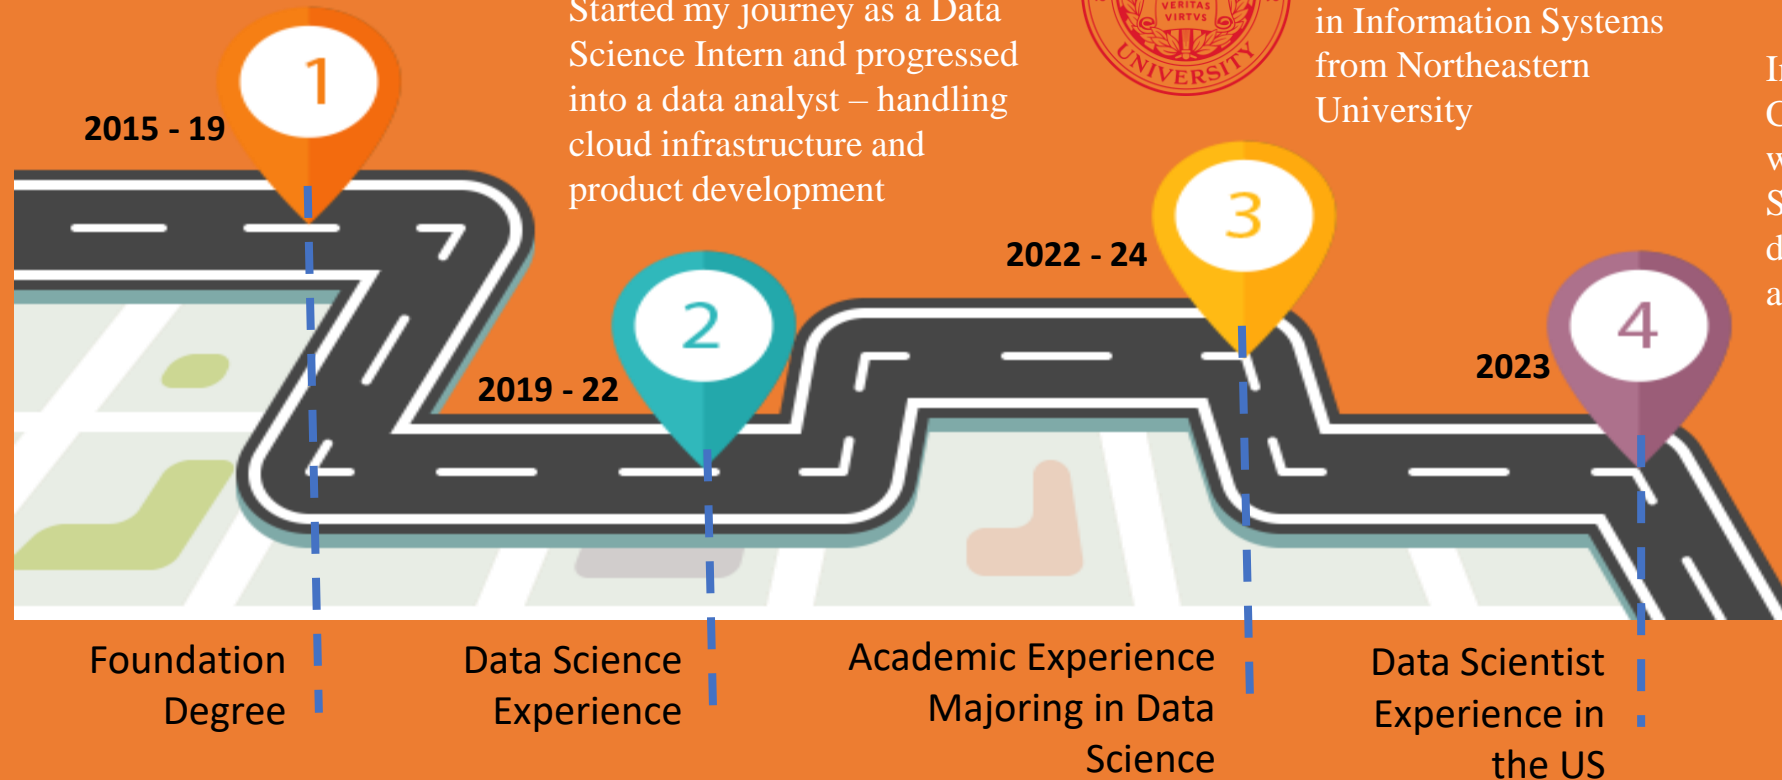 Started my journey as a Data
Science Intern and progressed
into a data analyst – handling
cloud infrastructure and
product development
VERITAS
VIRTVS
UNIVERSITY
in Information Systems
from Northeastern
University
1
2015 - 19
2
2019 - 22
3
2022 - 24
4
2023
Foundation
Degree
Data Science
Experience
Academic Experience
Majoring in Data
Science
Data Scientist
Experience in
the US